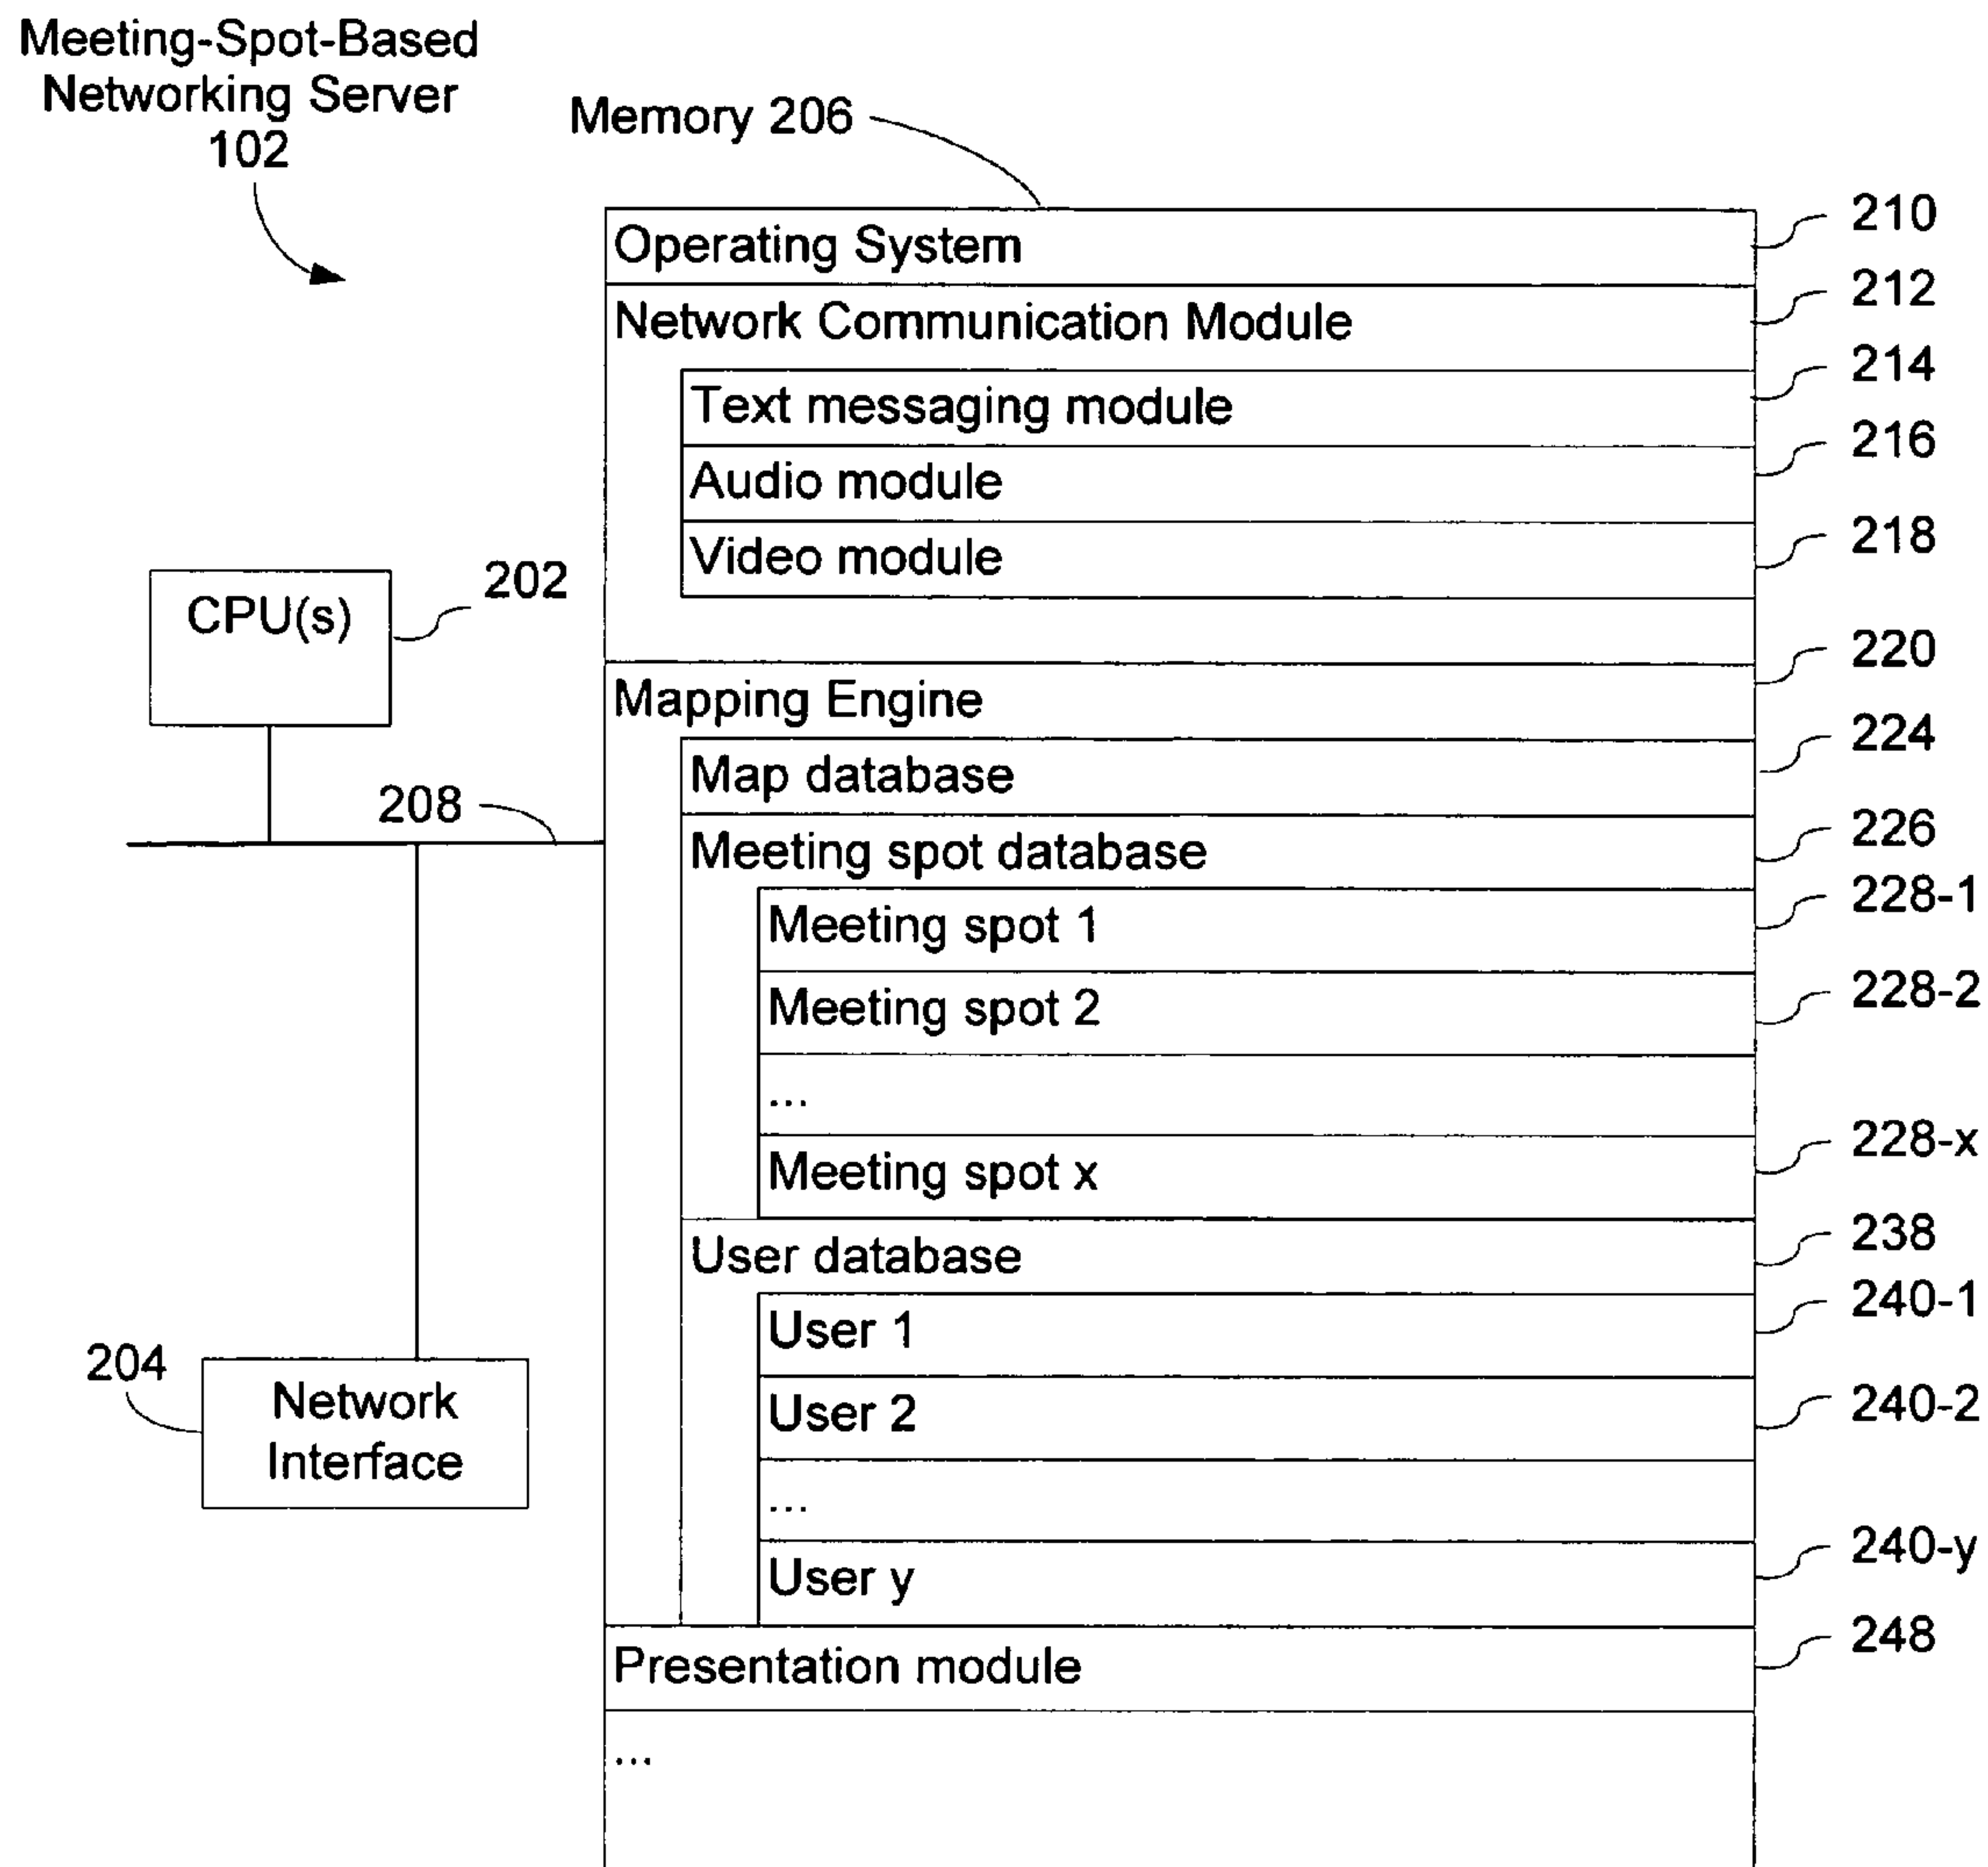 Meeting-Spot-Based
Networking Server
102
Memory 206
Operating System
210
Network Communication Module
212
Text messaging module
214
Audio module
216
Video module
218
CPU(s)
202
Mapping Engine
220
Map database
224
208
Meeting spot database
226
Meeting spot 1
228-1
Meeting spot 2
228-2
...
Meeting spot x
228-x
User database
238
User 1
240-1
204
Network
Interface
User 2
240-2
...
User y
240-y
Presentation module
248
...